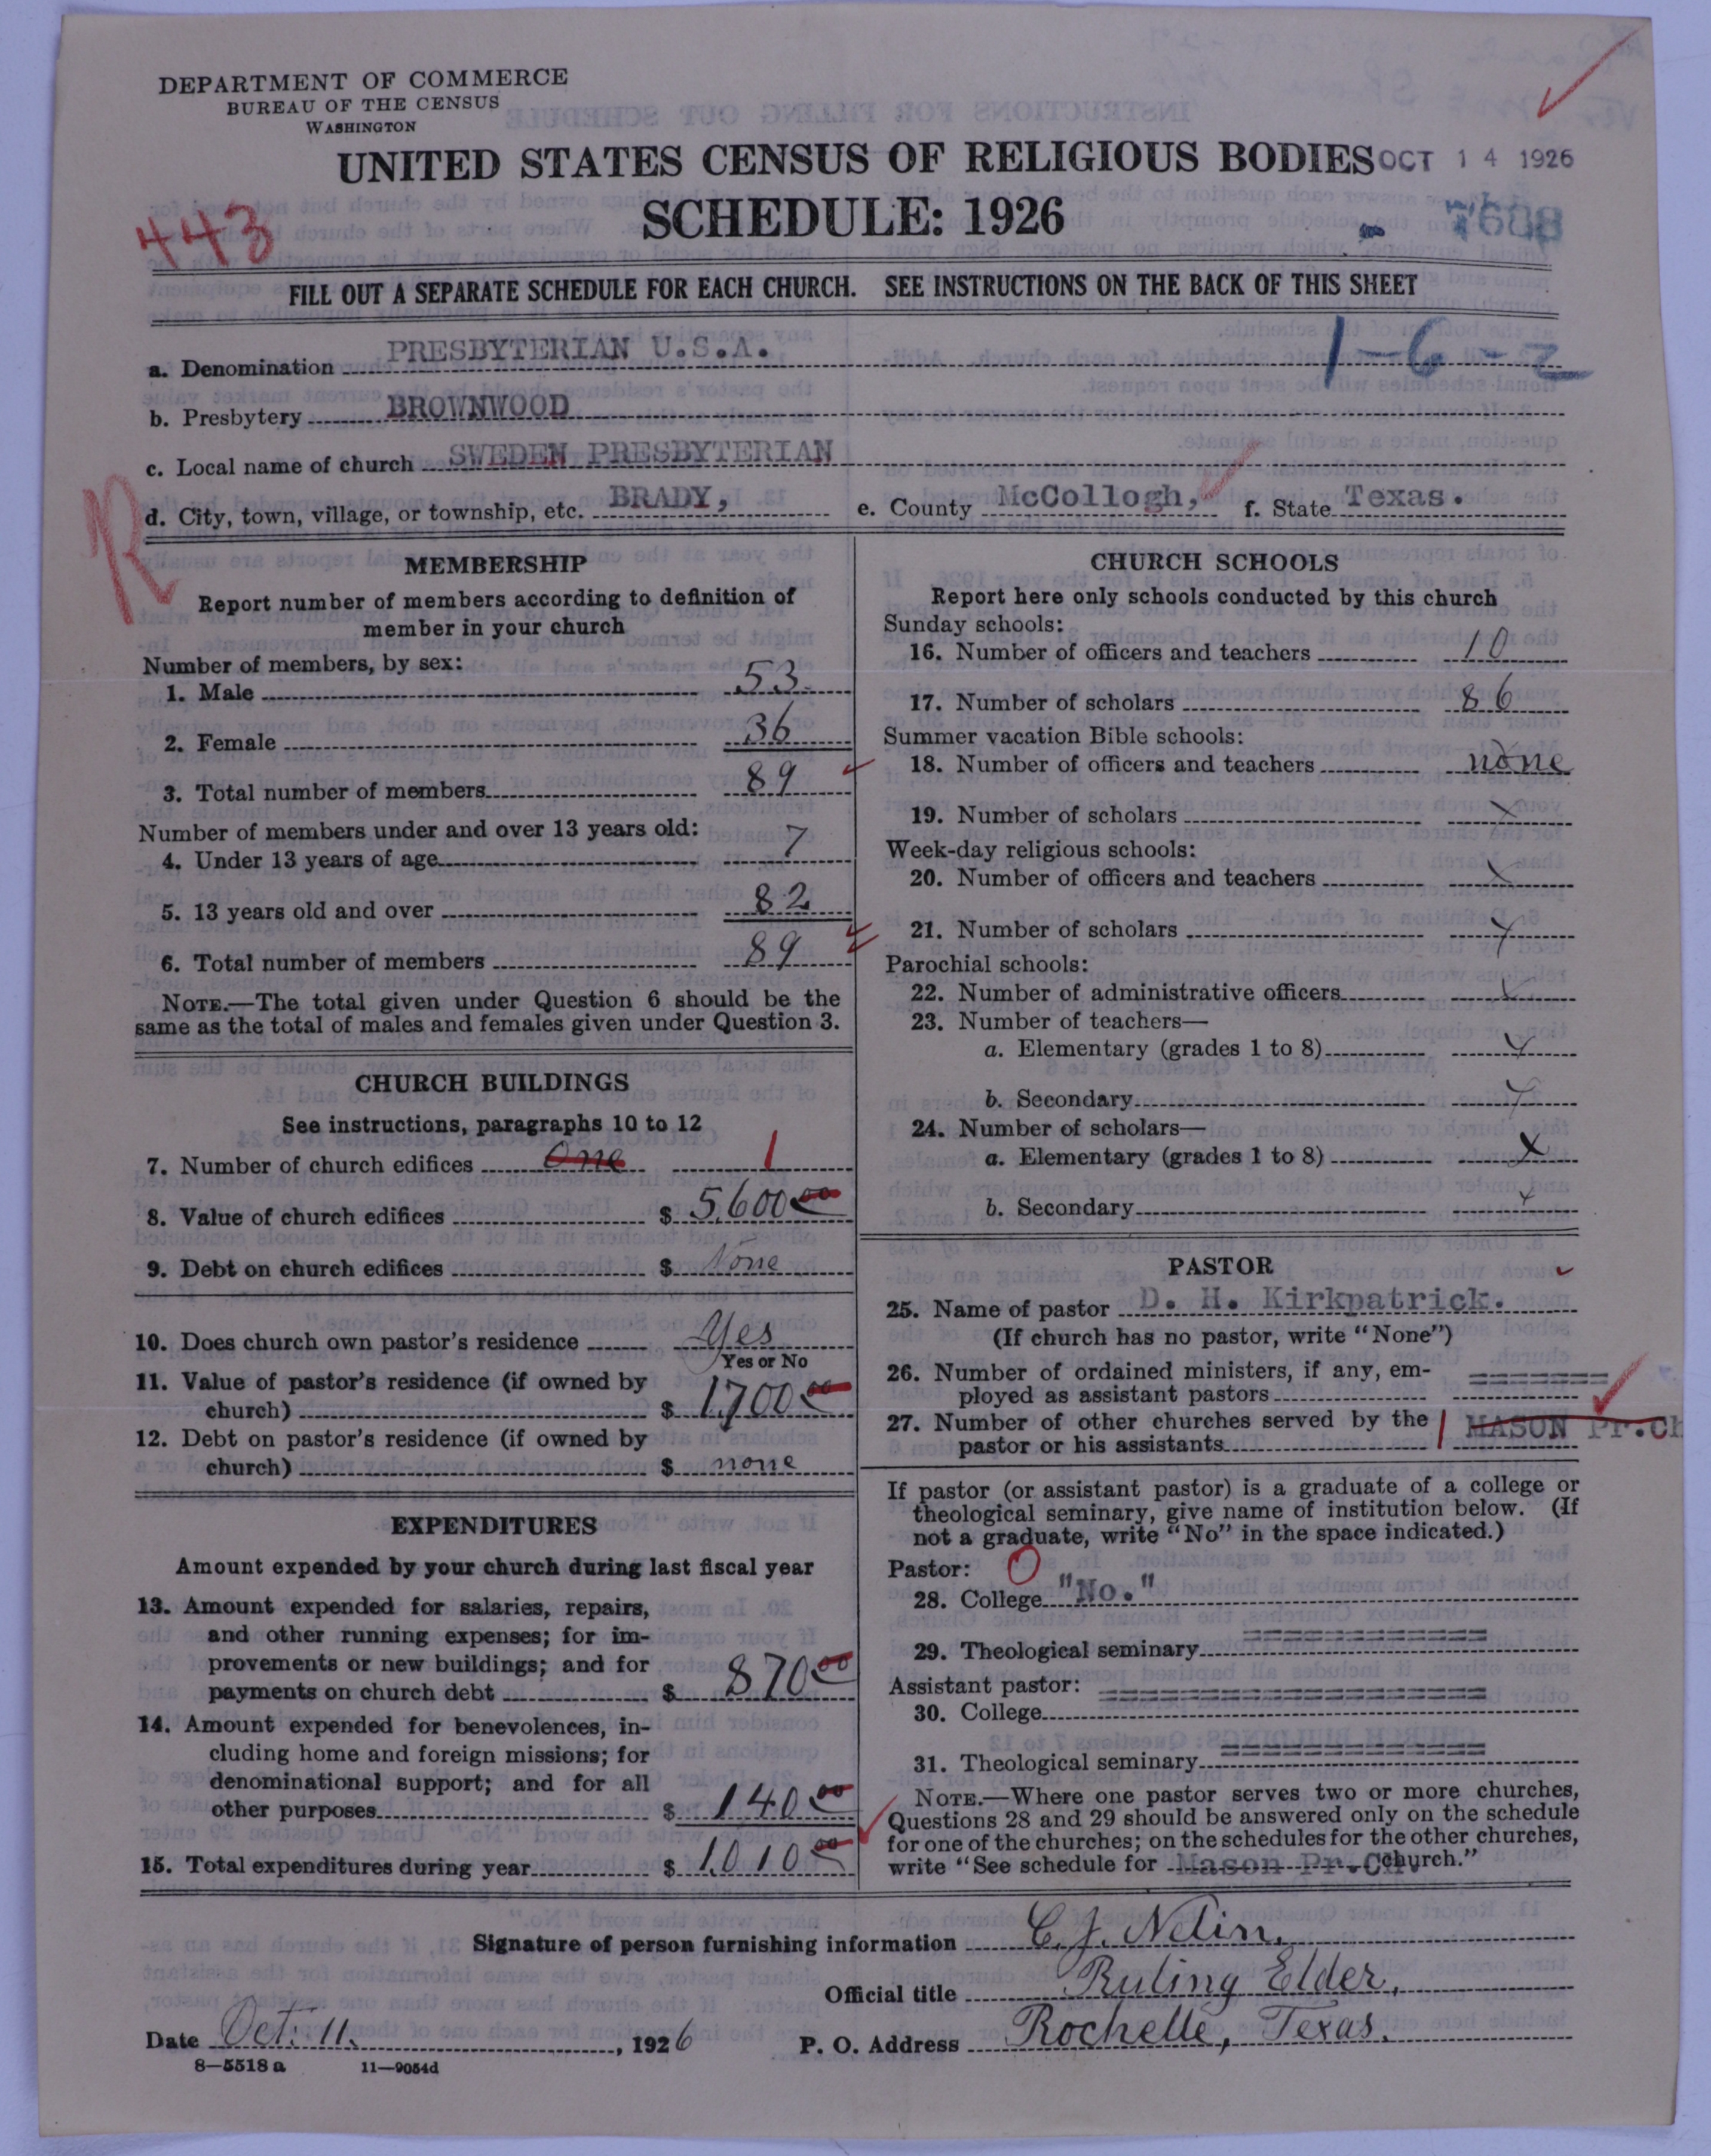 DEPARTMENT OF COMMERCE
BUREAU OF THE CENSUS
WASHINGTON
UNITED STATES CENSUS OF RELIGIOUS BODIES OCT 14 1926
SCHEDULE: 1926
443
FILL OUT A SEPARATE SCHEDULE FOR EACH CHURCH. SEE INSTRUCTIONS ON THE BACK OF THIS SHEET
1-6-2
a. Denomination PRESBYTERIAN U.S.A.
b. Presbytery BROWNWOOD
c. Local name of church SWEDEN PRESBYTERIAN
R
d. City, town, village, or township, etc. BRADY, e. County McCollogh, f. State Texas.
MEMBERSHIP
Report number of members according to definition of
member in your church
Number of members, by sex:
1. Male 53
2. Female 36
3. Total number of members 89
Number of members under and over 13 years old:
4. Under 13 years of age 7
5. 13 years old and over 82
6. Total number of members 89
NOTE.—The total given under Question 6 should be the
same as the total of males and females given under Question 3.
CHURCH BUILDINGS
See instructions, paragraphs 10 to 12
7. Number of church edifices One 1
8. Value of church edifices $ 5,600 00
9. Debt on church edifices $ None
10. Does church own pastor's residence Yes
Yes or No
11. Value of pastor's residence (if owned by
church) $ 1,700 00
12. Debt on pastor's residence (if owned by
church) $ none
EXPENDITURES
Amount expended by your church during last fiscal year
13. Amount expended for salaries, repairs,
and other running expenses; for im-
provements or new buildings; and for
payments on church debt $ 870 00
14. Amount expended for benevolences, in-
cluding home and foreign missions; for
denominational support; and for all
other purposes $ 140 00
15. Total expenditures during year $ 1,010 00
CHURCH SCHOOLS
Report here only schools conducted by this church
Sunday schools:
16. Number of officers and teachers 10
17. Number of scholars 86
Summer vacation Bible schools:
18. Number of officers and teachers none
19. Number of scholars x
Week-day religious schools:
20. Number of officers and teachers x
21. Number of scholars x
Parochial schools:
22. Number of administrative officers x
23. Number of teachers—
a. Elementary (grades 1 to 8) x
b. Secondary x
24. Number of scholars—
a. Elementary (grades 1 to 8) x
b. Secondary x
PASTOR
25. Name of pastor D. H. Kirkpatrick.
(If church has no pastor, write "None")
26. Number of ordained ministers, if any, em-
ployed as assistant pastors =======
27. Number of other churches served by the
pastor or his assistants 1 MASON Pr.Ch
If pastor (or assistant pastor) is a graduate of a college or
theological seminary, give name of institution below. (If
not a graduate, write "No" in the space indicated.)
Pastor: O
28. College "No."
29. Theological seminary ============
Assistant pastor: ===================
30. College
31. Theological seminary =============
NOTE.—Where one pastor serves two or more churches,
Questions 28 and 29 should be answered only on the schedule
for one of the churches; on the schedules for the other churches,
write "See schedule for Mason Pr.Ch. church."
Signature of person furnishing information C. J. Nelin.
Official title Ruling Elder,
Date Oct. 11, 1926 P. O. Address Rochelle, Texas.
8—5518 a 11—9054d